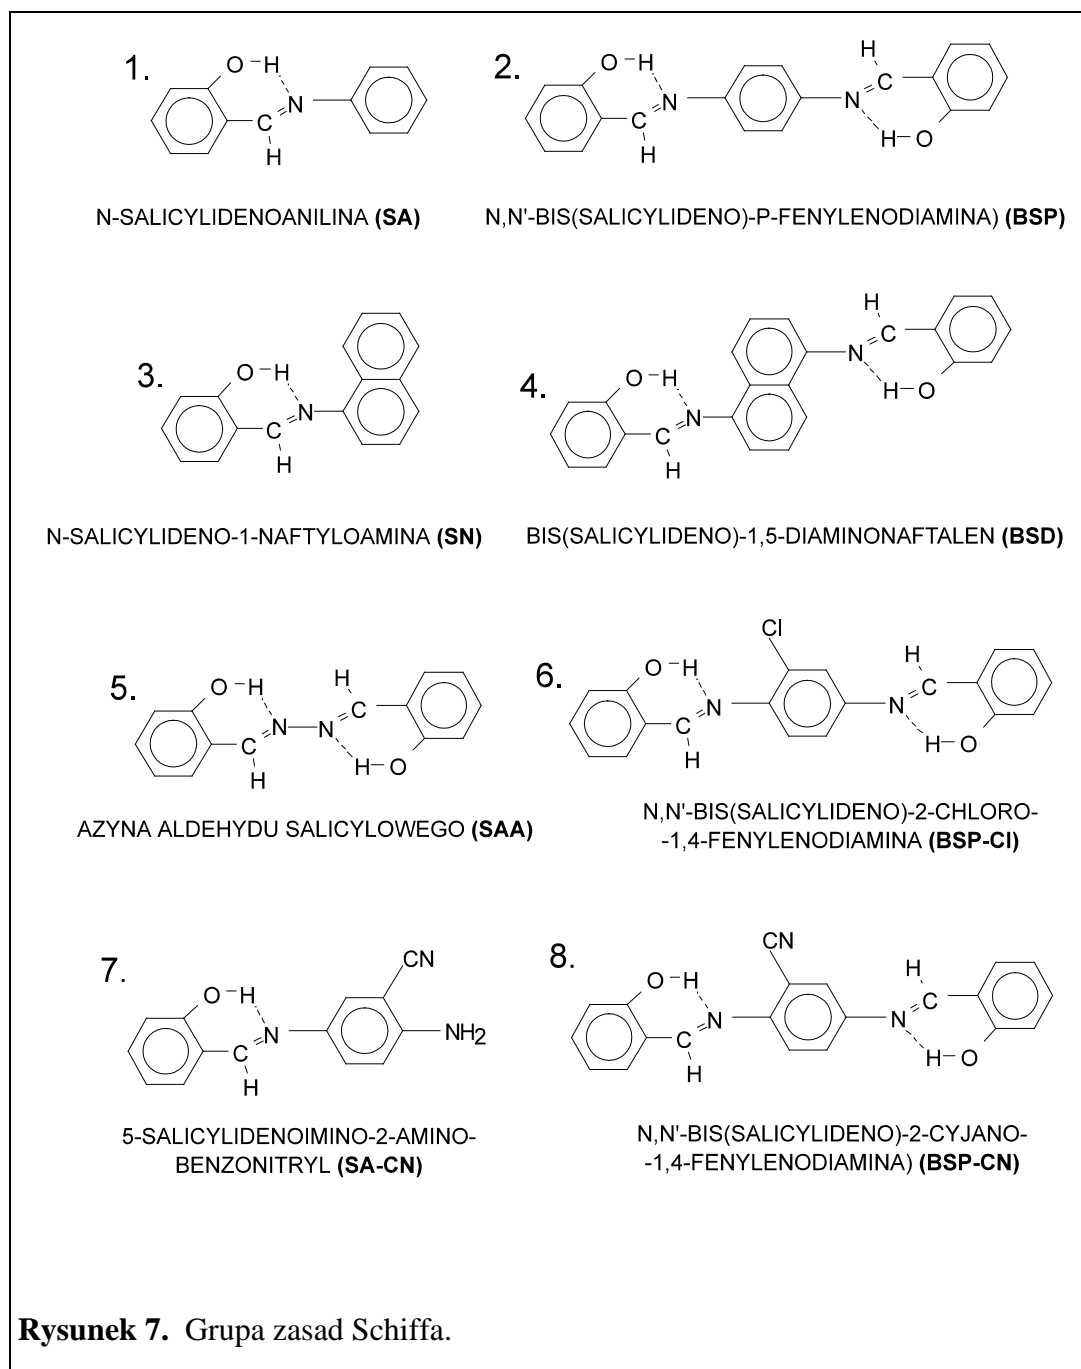 1.
O H
N
C
H
N-SALICYLIDENOANILINA (SA)
2.
O H
N
C
H
H
C
N
H O
N,N'-BIS(SALICYLIDENO)-P-FENYLENODIAMINA) (BSP)
3.
O H
N
C
H
N-SALICYLIDENO-1-NAFTYLOAMINA (SN)
4.
O H
N
C
H
H
C
N
H O
BIS(SALICYLIDENO)-1,5-DIAMINONAFTALEN (BSD)
5.
O H
N N
C
H
H
C
H O
AZYNA ALDEHYDU SALICYLOWEGO (SAA)
6.
Cl
O H
N
C
H
H
C
N
H O
N,N'-BIS(SALICYLIDENO)-2-CHLORO-
-1,4-FENYLENODIAMINA (BSP-Cl)
7.
CN
O H
N
C
H
NH2
5-SALICYLIDENOIMINO-2-AMINO-
BENZONITRYL (SA-CN)
8.
CN
O H
N
C
H
H
C
N
H O
N,N'-BIS(SALICYLIDENO)-2-CYJANO-
-1,4-FENYLENODIAMINA) (BSP-CN)
Rysunek 7. Grupa zasad Schiffa.